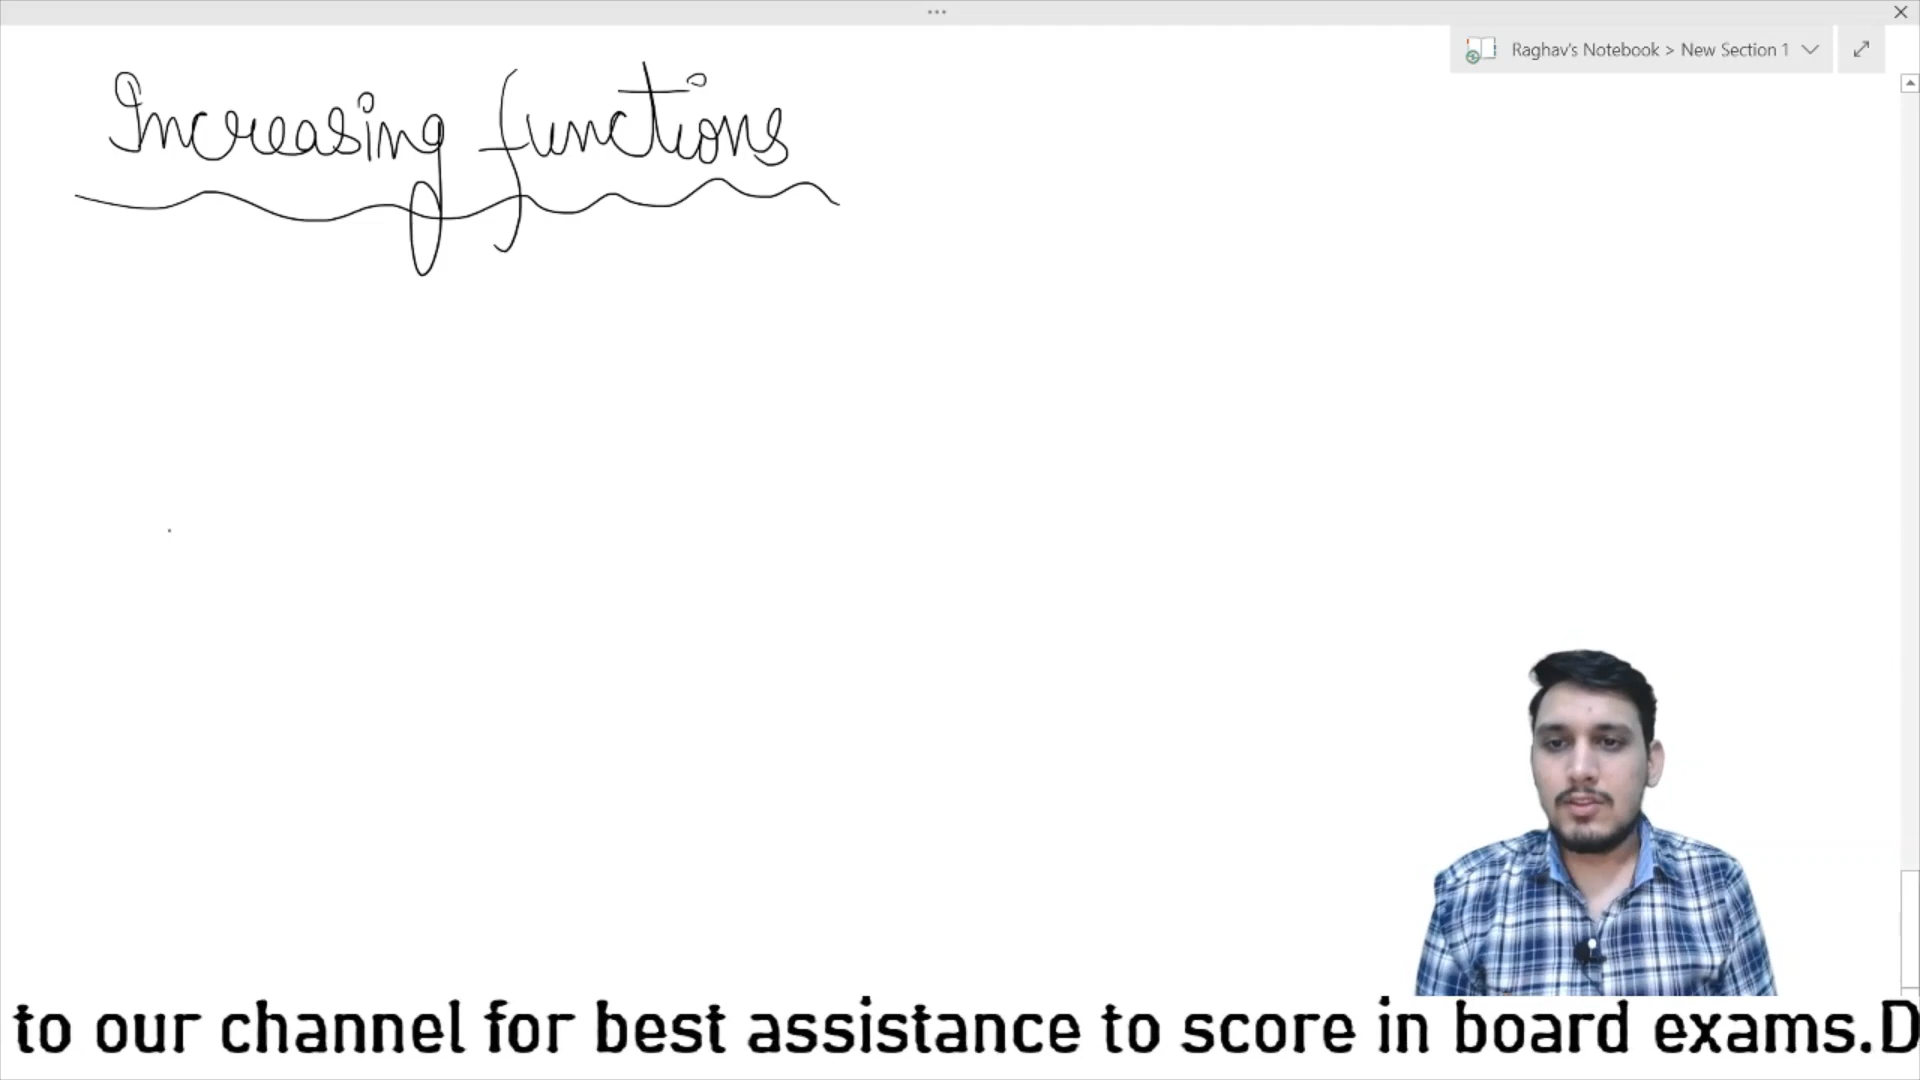 Raghav's Notebook > New Section 1
Increasing functions
to our channel for best assistance to score in board exams.D